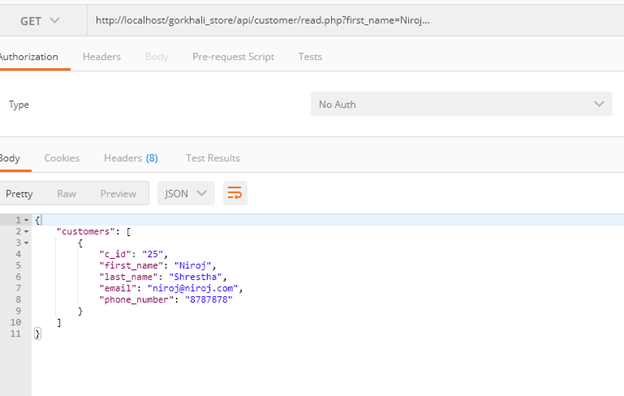 GET http://localhost/gorkhali_store/api/customer/read.php?first_name=Niroj...
Authorization Headers Body Pre-request Script Tests
Type No Auth
Body Cookies Headers (8) Test Results
Pretty Raw Preview JSON
1 {
2 "customers": [
3 {
4 "c_id": "25",
5 "first_name": "Niroj",
6 "last_name": "Shrestha",
7 "email": "niroj@niroj.com",
8 "phone_number": "8787878"
9 }
10 ]
11 }